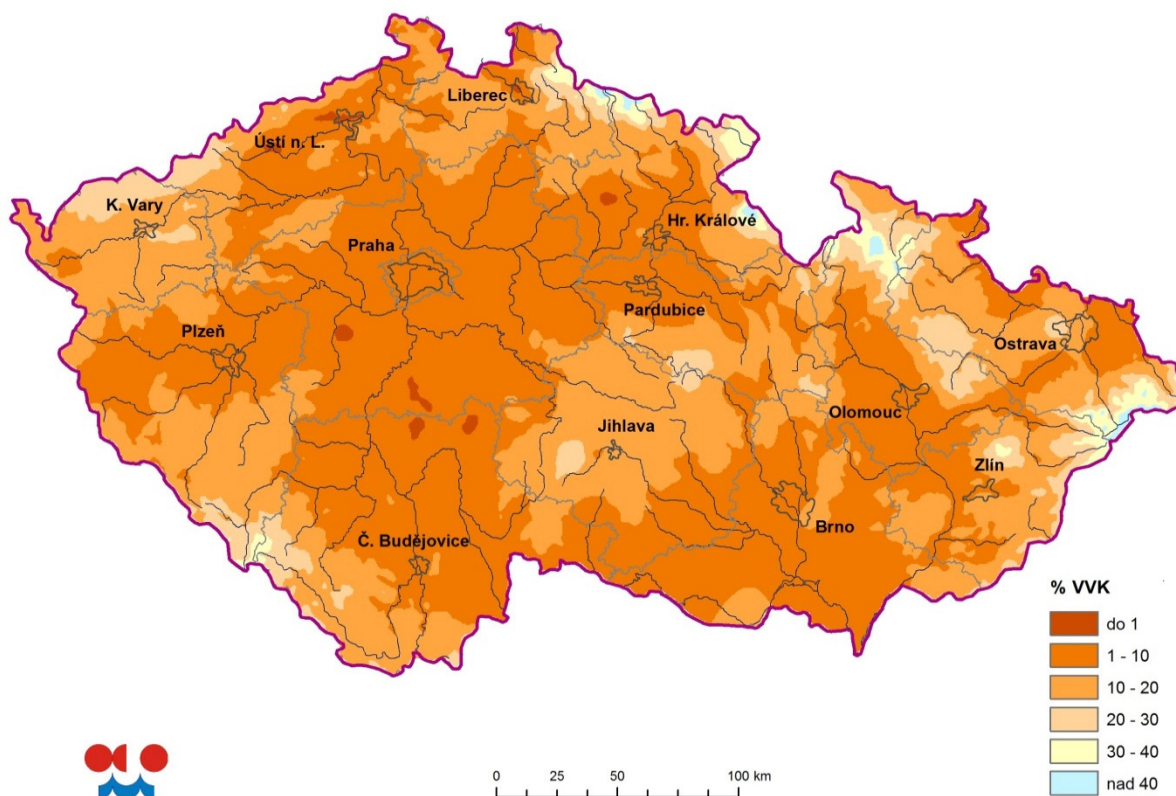 Liberec
Ústí n. L.
K. Vary
Hr. Králové
Praha
Pardubice
Plzeň
Ostrava
Olomouc
Jihlava
Zlín
Brno
Č. Budějovice
% VVK
do 1
1 - 10
10 - 20
20 - 30
30 - 40
nad 40
0 25 50 100 km